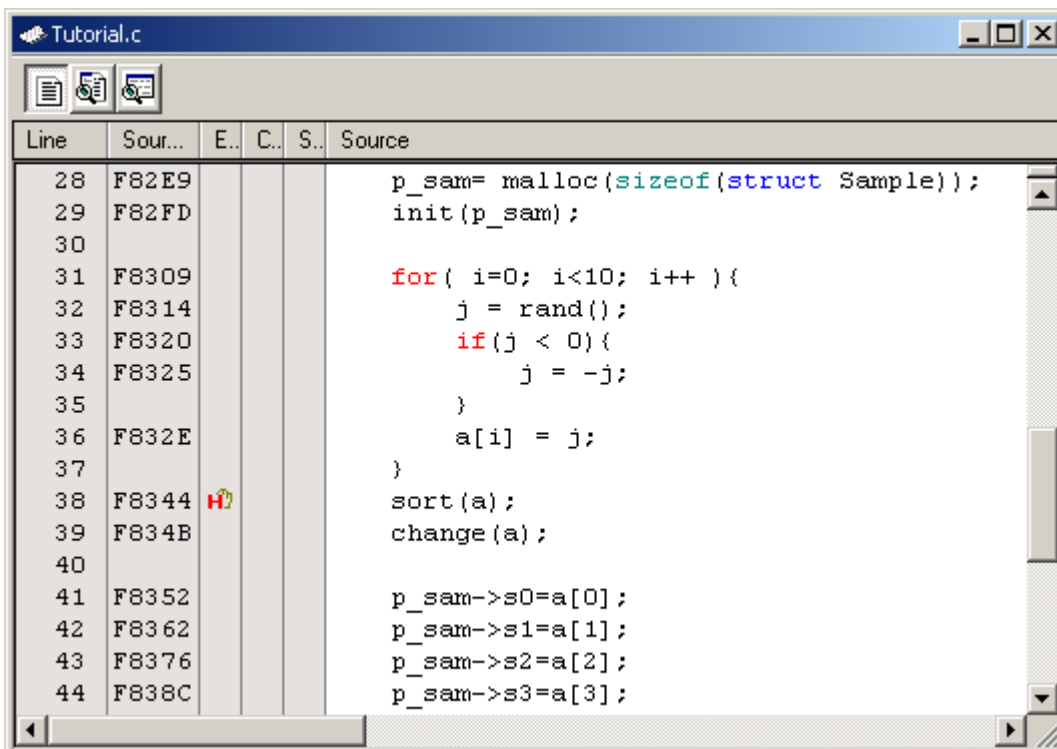 Tutorial.c
Line Sour... E.. C.. S.. Source
28 F82E9 p_sam= malloc(sizeof(struct Sample));
29 F82FD init(p_sam);
30
31 F8309 for( i=0; i<10; i++ ){
32 F8314 j = rand();
33 F8320 if(j < 0){
34 F8325 j = -j;
35 }
36 F832E a[i] = j;
37 }
38 F8344 H sort(a);
39 F834B change(a);
40
41 F8352 p_sam->s0=a[0];
42 F8362 p_sam->s1=a[1];
43 F8376 p_sam->s2=a[2];
44 F838C p_sam->s3=a[3];